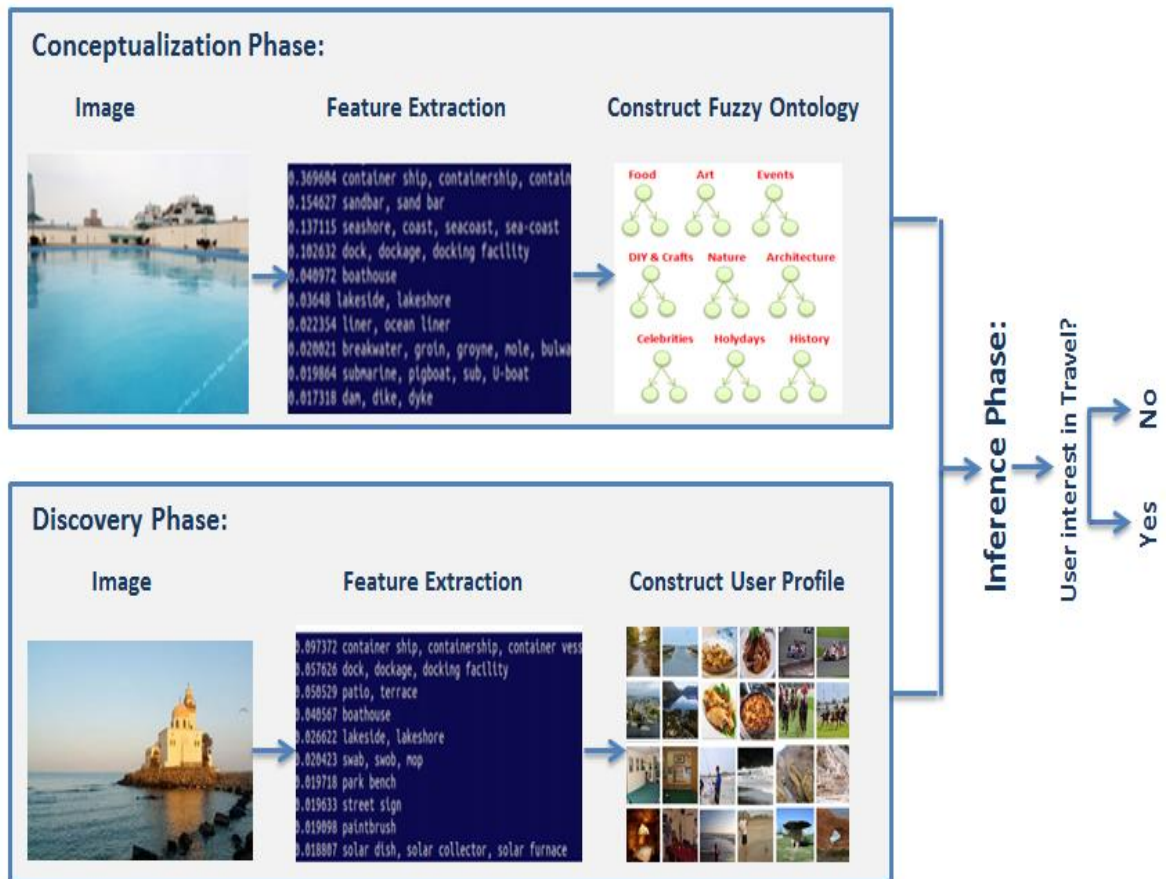 Conceptualization Phase:
Image
Feature Extraction
Construct Fuzzy Ontology
0.369604 container ship, containership, contain
0.154627 sandbar, sand bar
0.137115 seashore, coast, seacoast, sea-coast
0.102632 dock, dockage, docking facility
0.040972 boathouse
0.03648 lakeside, lakeshore
0.022354 liner, ocean liner
0.020021 breakwater, groin, groyne, mole, bulwa
0.019864 submarine, pigboat, sub, U-boat
0.017318 dam, dike, dyke
Food Art Events
DIY & Crafts Nature Architecture
Celebrities Holydays History
Discovery Phase:
Image
Feature Extraction
Construct User Profile
0.097372 container ship, containership, container vess
0.057626 dock, dockage, docking facility
0.050529 patio, terrace
0.040567 boathouse
0.026622 lakeside, lakeshore
0.020423 swab, swob, mop
0.019718 park bench
0.019633 street sign
0.019098 paintbrush
0.018807 solar dish, solar collector, solar furnace
Inference Phase:
User interest in Travel?
No
Yes